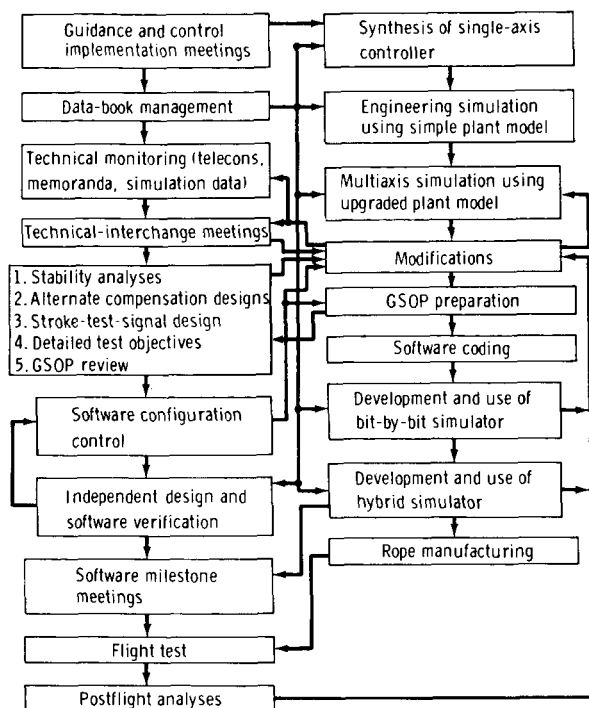 Guidance and control
implementation meetings
Data-book management
Technical monitoring (telecons,
memoranda, simulation data)
Technical-interchange meetings
1. Stability analyses
2. Alternate compensation designs
3. Stroke-test-signal design
4. Detailed test objectives
5. GSOP review
Software configuration
control
Independent design and
software verification
Software milestone
meetings
Flight test
Postflight analyses
Synthesis of single-axis
controller
Engineering simulation
using simple plant model
Multiaxis simulation using
upgraded plant model
Modifications
GSOP preparation
Software coding
Development and use of
bit-by-bit simulator
Development and use of
hybrid simulator
Rope manufacturing